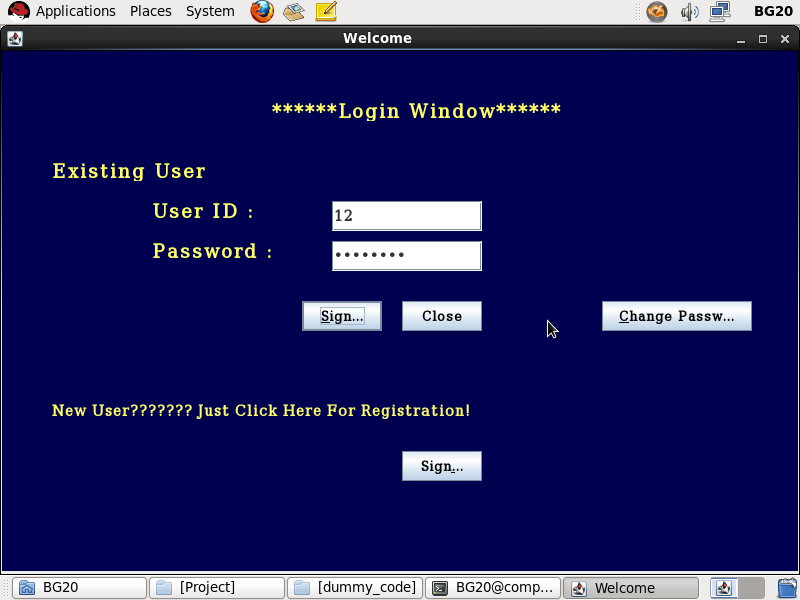 Applications Places System BG20
Welcome
******Login Window******
Existing User
User ID : 12
Password : ••••••••
Sign... Close Change Passw...
New User??????? Just Click Here For Registration!
Sign...
BG20 [Project] [dummy_code] BG20@comp... Welcome